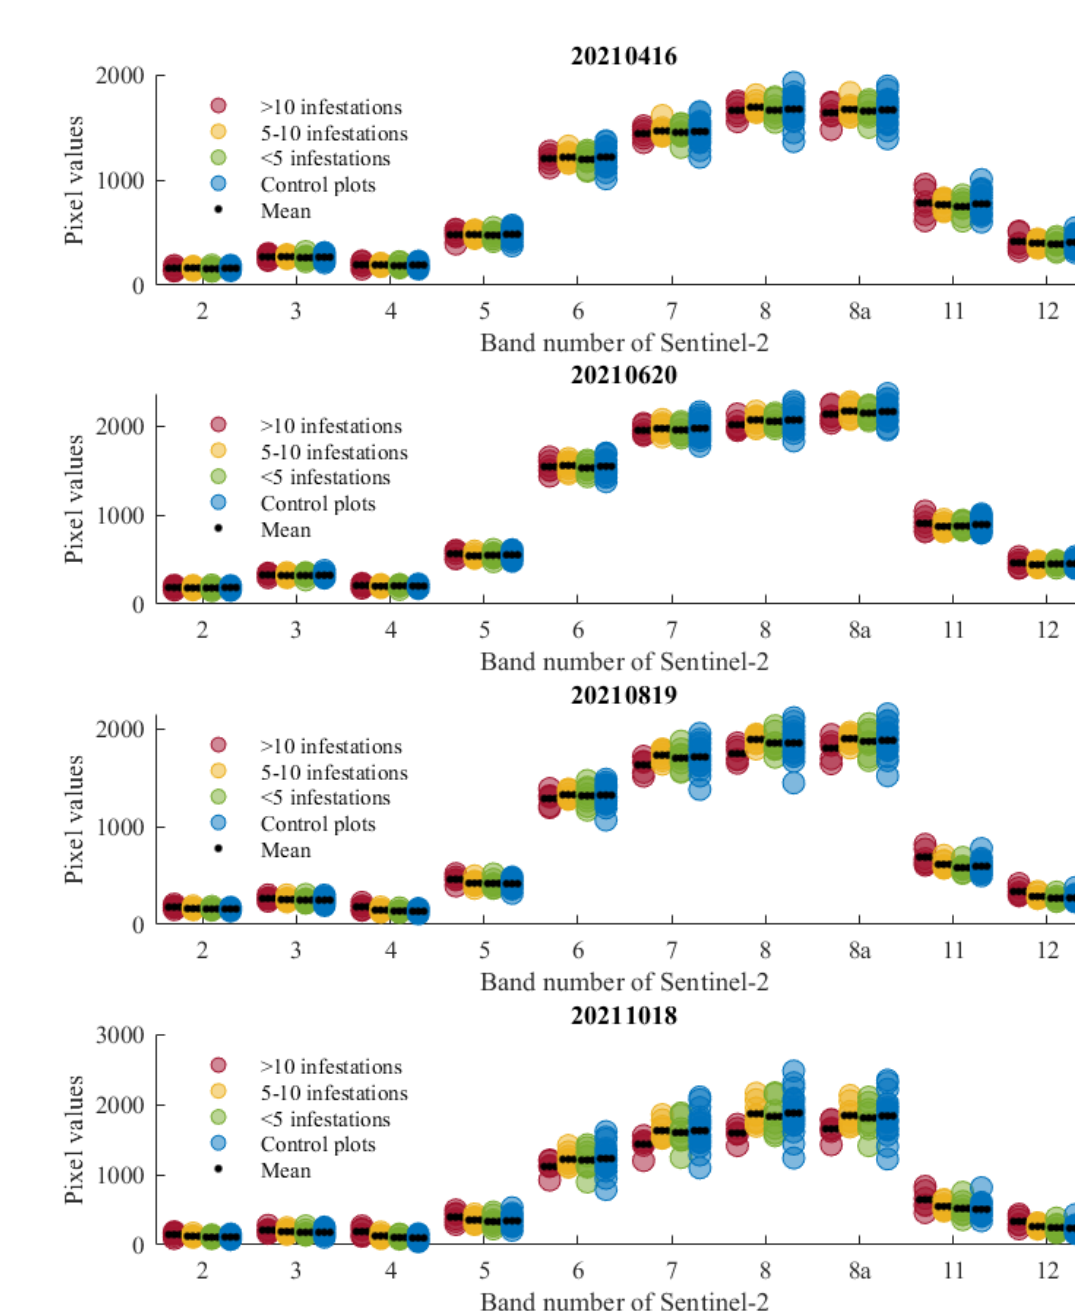 20210416
2000
1000
0
Pixel values
>10 infestations
5-10 infestations
<5 infestations
Control plots
Mean
2 3 4 5 6 7 8 8a 11 12
Band number of Sentinel-2
20210620
2000
1000
0
Pixel values
>10 infestations
5-10 infestations
<5 infestations
Control plots
Mean
2 3 4 5 6 7 8 8a 11 12
Band number of Sentinel-2
20210819
2000
1000
0
Pixel values
>10 infestations
5-10 infestations
<5 infestations
Control plots
Mean
2 3 4 5 6 7 8 8a 11 12
Band number of Sentinel-2
20211018
3000
2000
1000
0
Pixel values
>10 infestations
5-10 infestations
<5 infestations
Control plots
Mean
2 3 4 5 6 7 8 8a 11 12
Band number of Sentinel-2